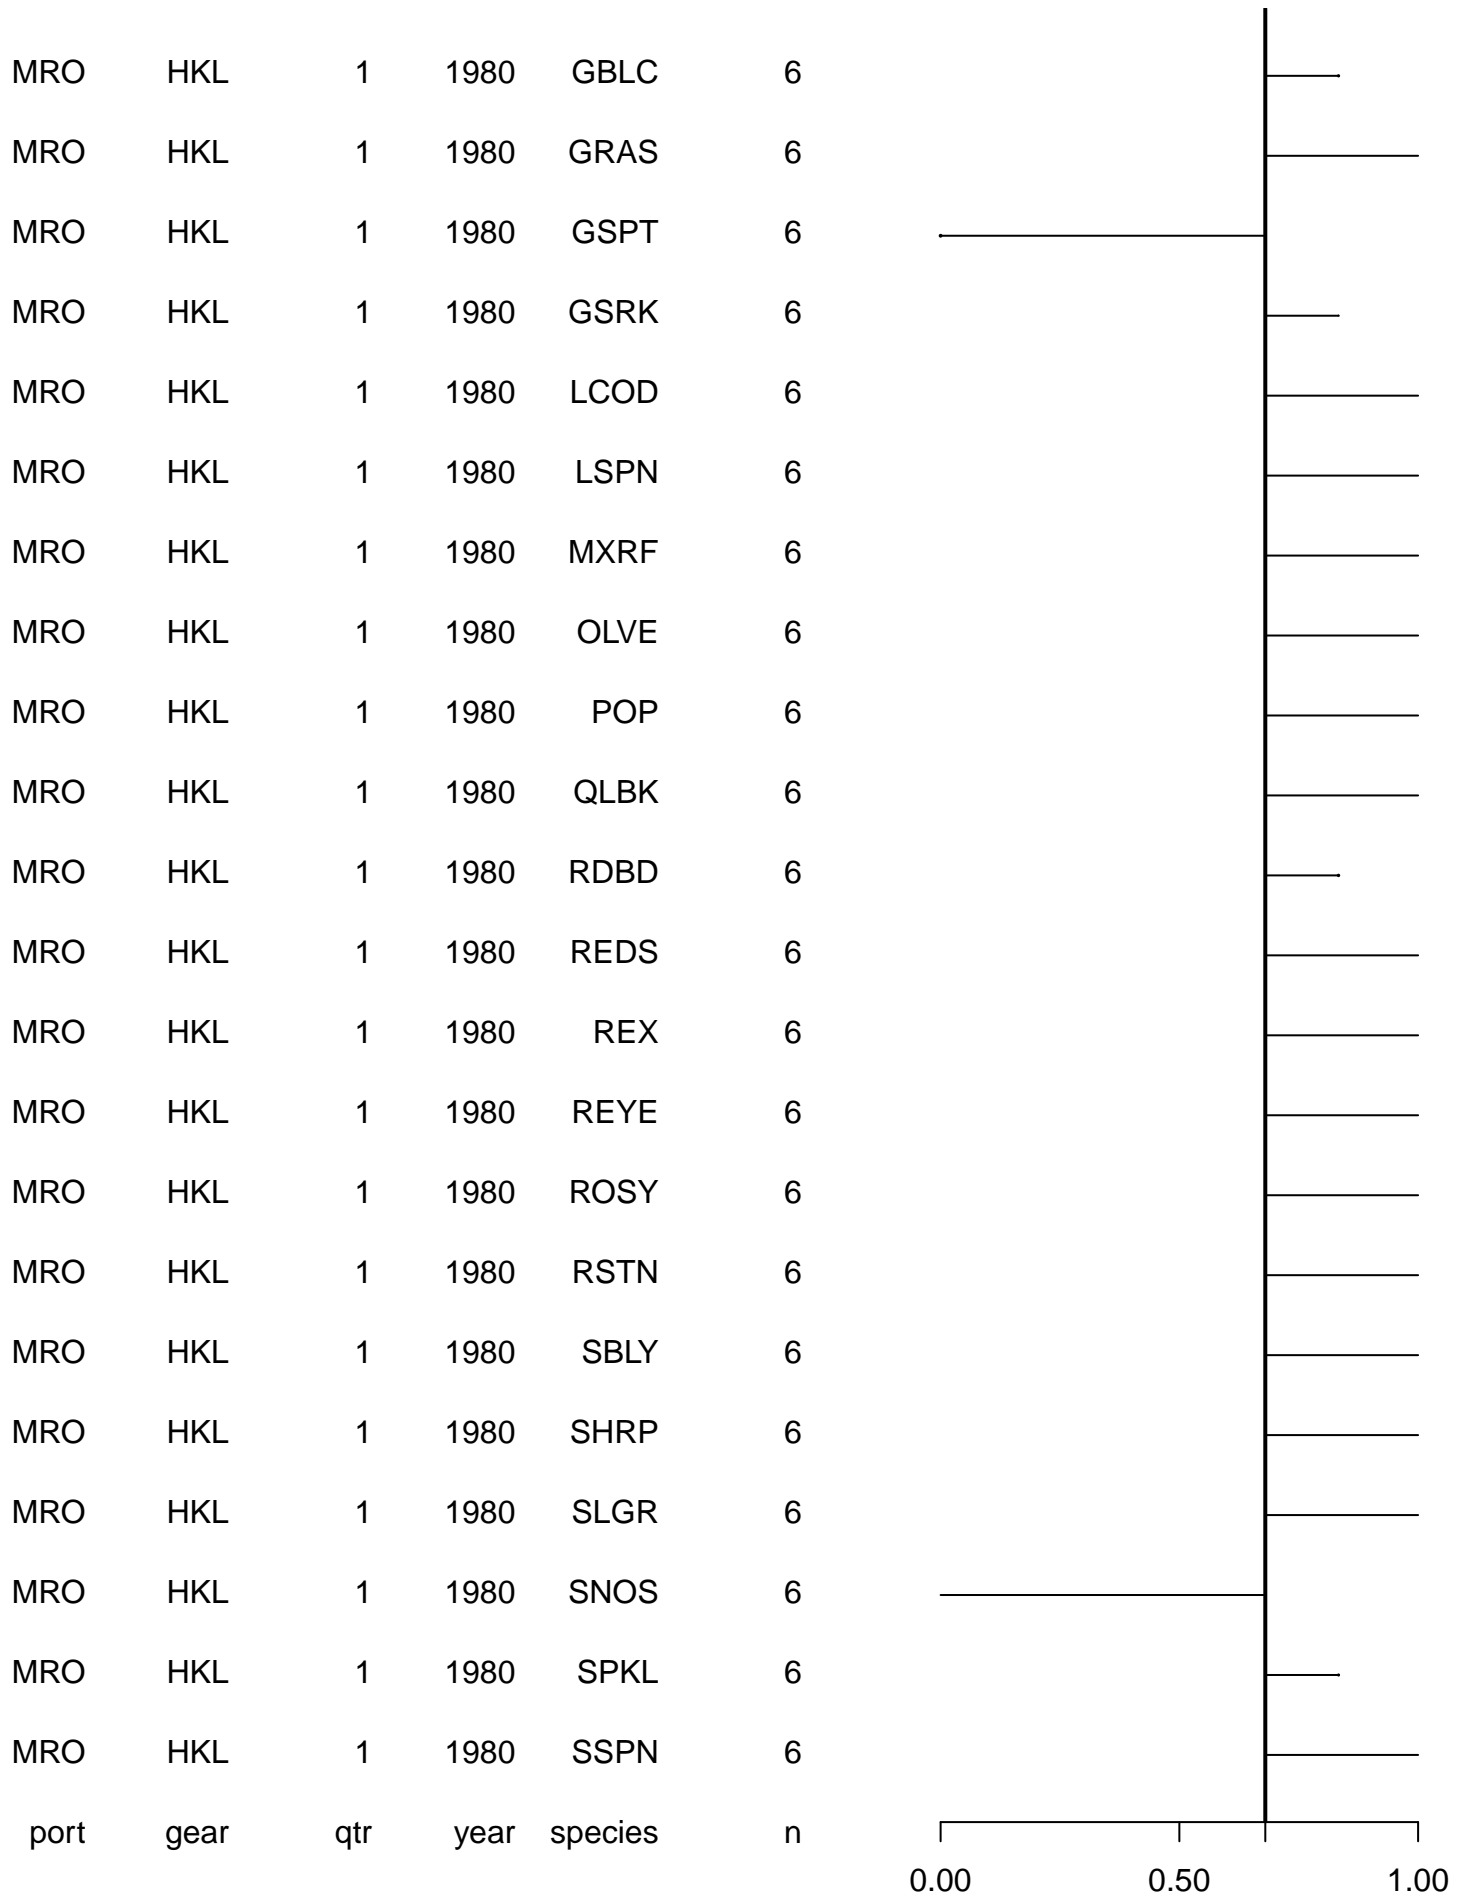 MRO HKL 1 1980 GBLC 6
MRO HKL 1 1980 GRAS 6
MRO HKL 1 1980 GSPT 6
MRO HKL 1 1980 GSRK 6
MRO HKL 1 1980 LCOD 6
MRO HKL 1 1980 LSPN 6
MRO HKL 1 1980 MXRF 6
MRO HKL 1 1980 OLVE 6
MRO HKL 1 1980 POP 6
MRO HKL 1 1980 QLBK 6
MRO HKL 1 1980 RDBD 6
MRO HKL 1 1980 REDS 6
MRO HKL 1 1980 REX 6
MRO HKL 1 1980 REYE 6
MRO HKL 1 1980 ROSY 6
MRO HKL 1 1980 RSTN 6
MRO HKL 1 1980 SBLY 6
MRO HKL 1 1980 SHRP 6
MRO HKL 1 1980 SLGR 6
MRO HKL 1 1980 SNOS 6
MRO HKL 1 1980 SPKL 6
MRO HKL 1 1980 SSPN 6
port gear qtr year species n
0.00 0.50 1.00